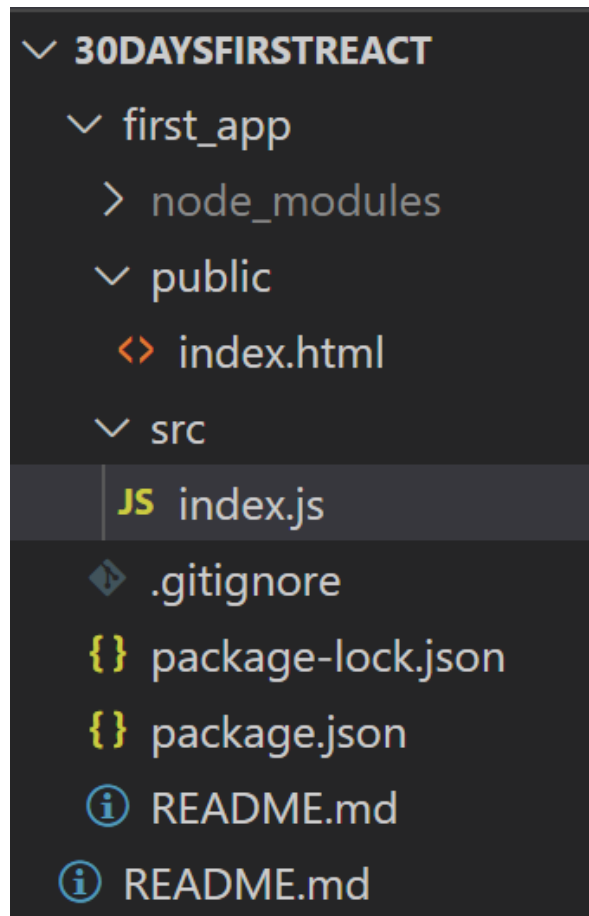 30DAYSFIRSTREACT
first_app
node_modules
public
<> index.html
src
JS index.js
.gitignore
{} package-lock.json
{} package.json
i README.md
i README.md